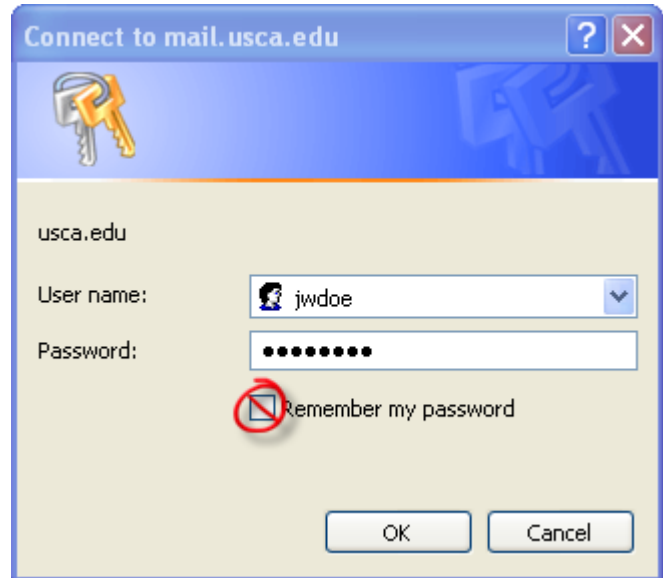 Connect to mail.usca.edu
usca.edu
User name: jwdoe
Password: ••••••••
Remember my password
OK Cancel